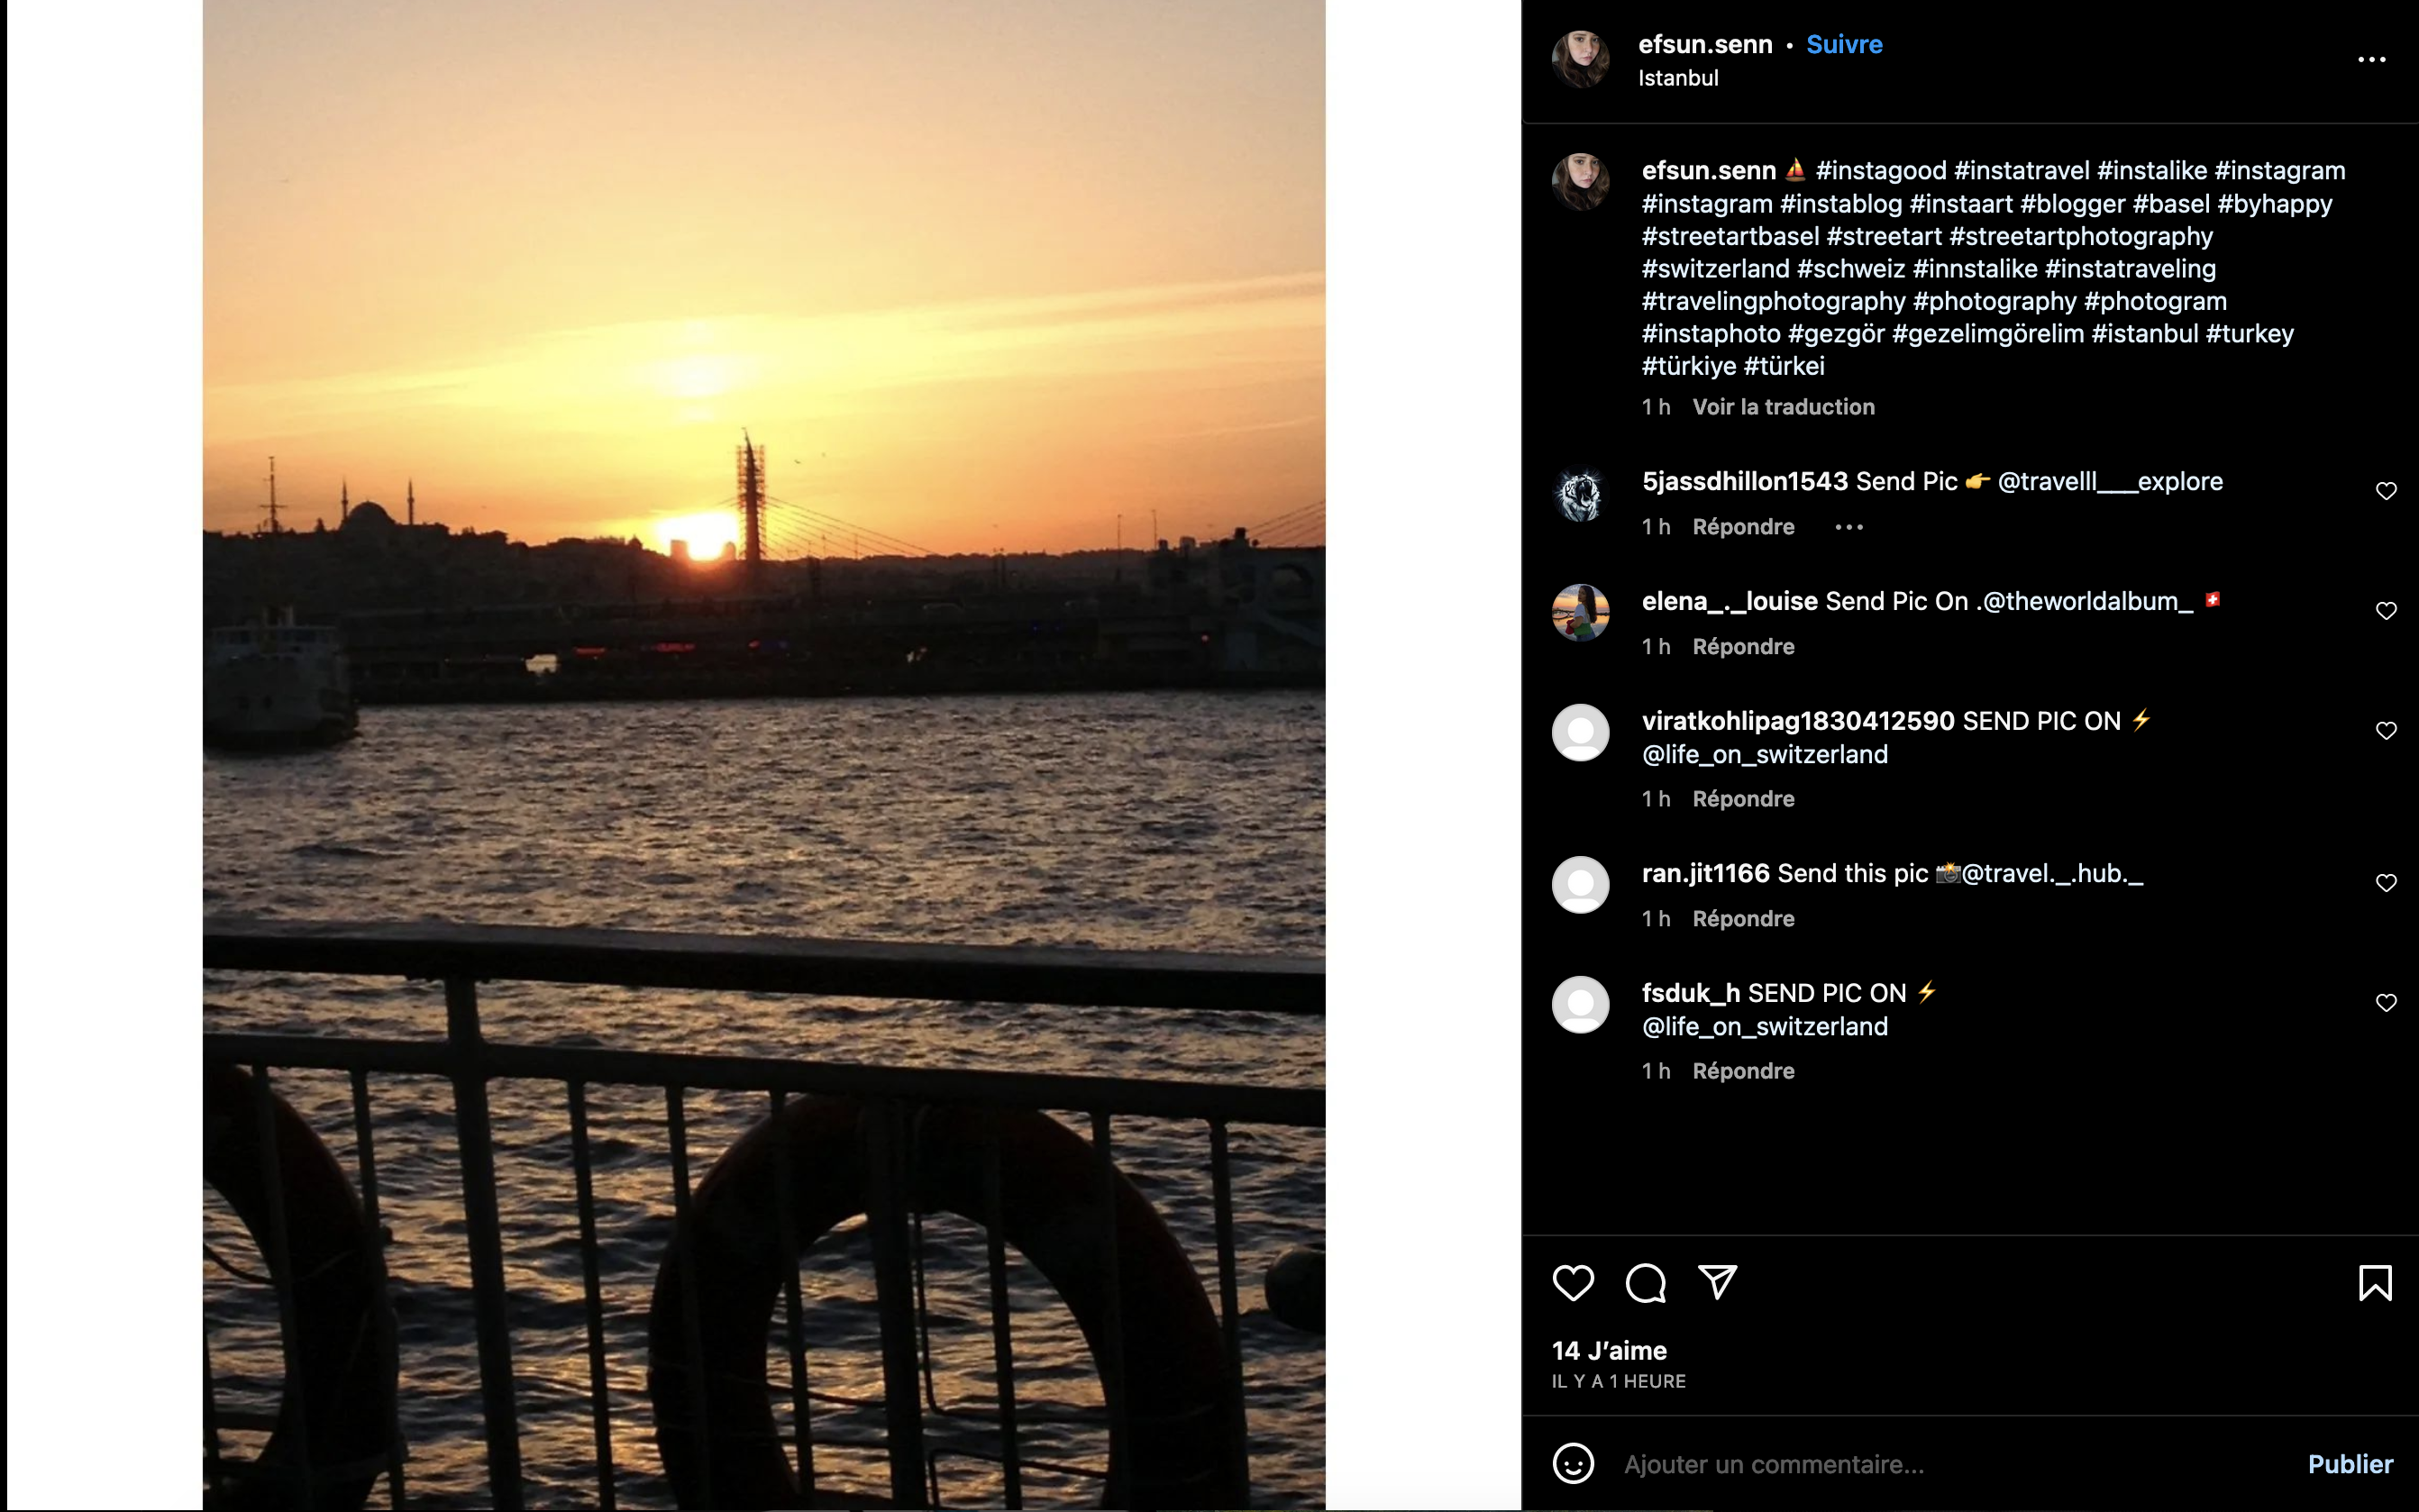 efsun.senn • Suivre
Istanbul
efsun.senn ⛵ #instagood #instatravel #instalike #instagram
#instagram #instablog #instaart #blogger #basel #byhappy
#streetartbasel #streetart #streetartphotography
#switzerland #schweiz #innstalike #instatraveling
#travelingphotography #photography #photogram
#instaphoto #gezgör #gezelimgörelim #istanbul #turkey
#türkiye #türkei
1 h Voir la traduction
5jassdhillon1543 Send Pic 👉 @travelll___explore
1 h Répondre
elena_._louise Send Pic On .@theworldalbum_ 🇨🇭
1 h Répondre
viratkohlipag1830412590 SEND PIC ON ⚡
@life_on_switzerland
1 h Répondre
ran.jit1166 Send this pic 📸@travel._.hub._
1 h Répondre
fsduk_h SEND PIC ON ⚡
@life_on_switzerland
1 h Répondre
14 J’aime
IL Y A 1 HEURE
Ajouter un commentaire...
Publier